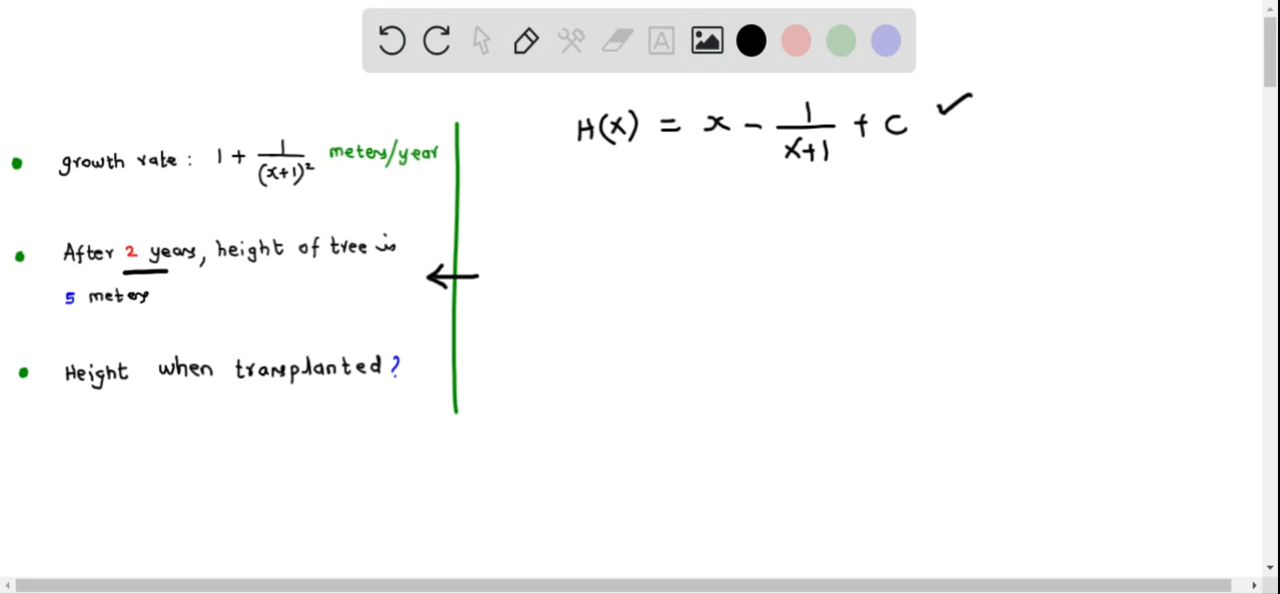 growth rate: 1 + 1/(x+1)² meters/year
After 2 years, height of tree is
5 meters
Height when transplanted?
H(x) = x - 1/(x+1) + C ✓
A